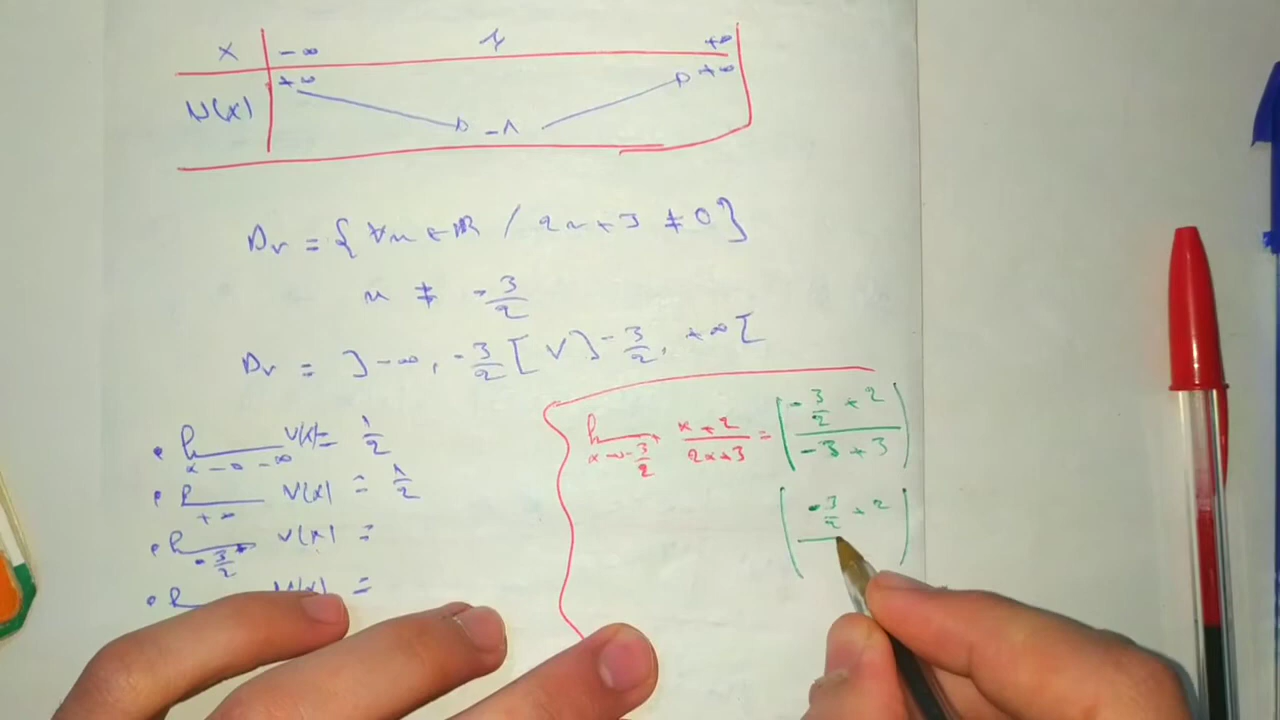 x | -∞ 1 +∞
U(x) | +∞ -1 +∞
Dv = { ∀x ∈ ℝ / 2x + 3 ≠ 0 }
x ≠ -3/2
Dv = ]-∞, -3/2[ ∪ ]-3/2, +∞[
• lim x→-∞ V(x) = 1/2
• lim +∞ V(x) = 1/2
• lim -3/2 V(x) =
• lim V(x) =
lim x→-3/2 (x+2)/(2x+3) = ((-3/2 + 2)/(-3 + 3))
(-3/2 + 2)